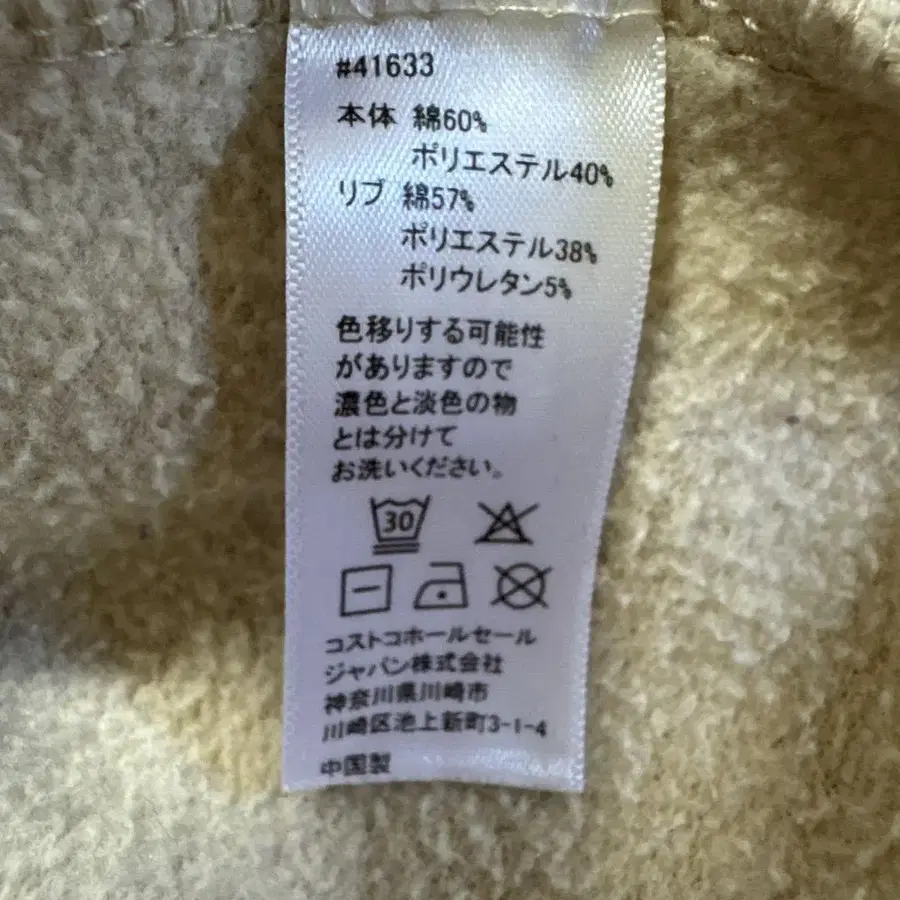 #41633
本体 綿60%
ポリエステル40%
リブ 綿57%
ポリエステル38%
ポリウレタン5%
色移りする可能性
がありますので
濃色と淡色の物
とは分けて
お洗いください。
30
コストコホールセール
ジャパン株式会社
神奈川県川崎市
川崎区池上新町3-1-4
中国製